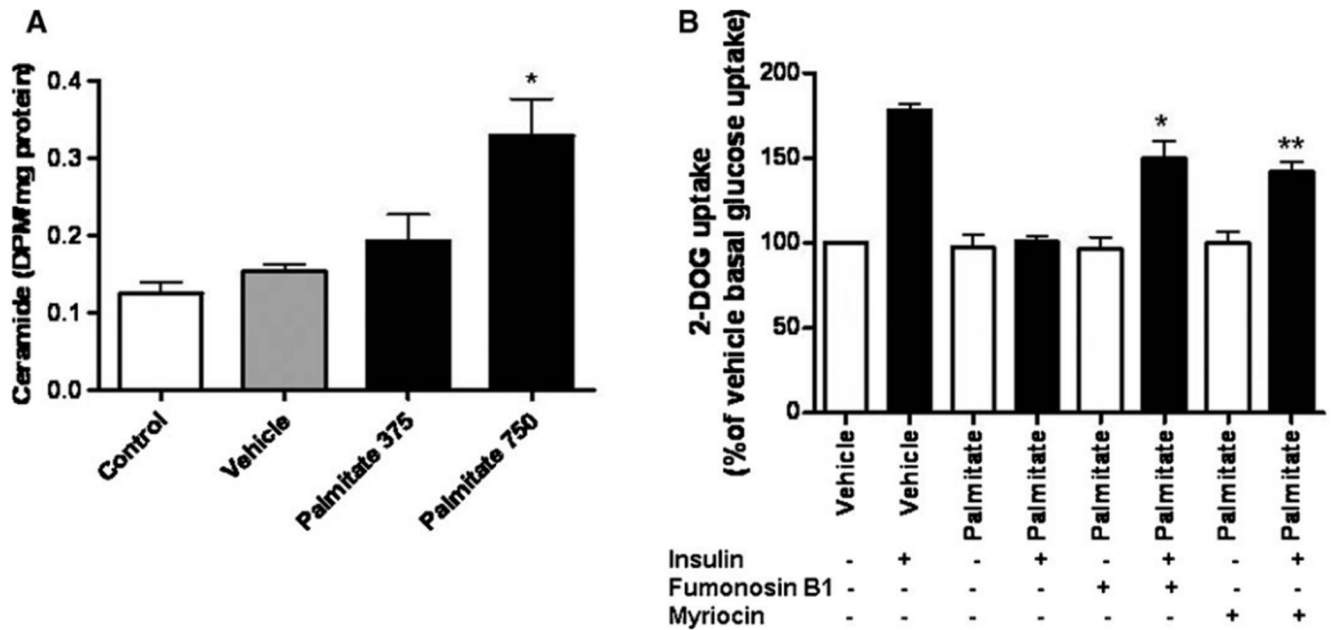 A
Ceramide (DPM/mg protein)
0.4
0.3
0.2
0.1
0.0
*
Control
Vehicle
Palmitate 375
Palmitate 750
B
2-DOG uptake
(%of vehicle basal glucose uptake)
200
150
100
50
0
*
**
Vehicle
Vehicle
Palmitate
Palmitate
Palmitate
Palmitate
Palmitate
Palmitate
Insulin - + - + - + - +
Fumonosin B1 - - - - + + - -
Myriocin - - - - - - + +